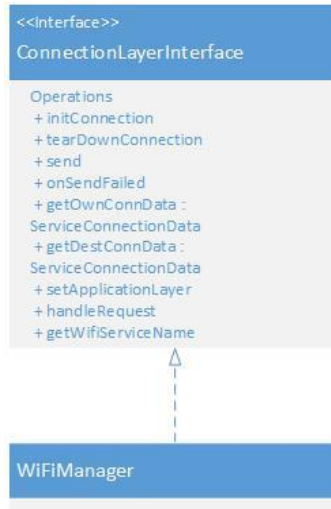 <<Interface>>
ConnectionLayerInterface
Operations
+ initConnection
+ tearDownConnection
+ send
+ onSendFailed
+ getOwnConnData :
ServiceConnectionData
+ getDestConnData :
ServiceConnectionData
+ setApplicationLayer
+ handleRequest
+ getWifiServiceName
WiFiManager